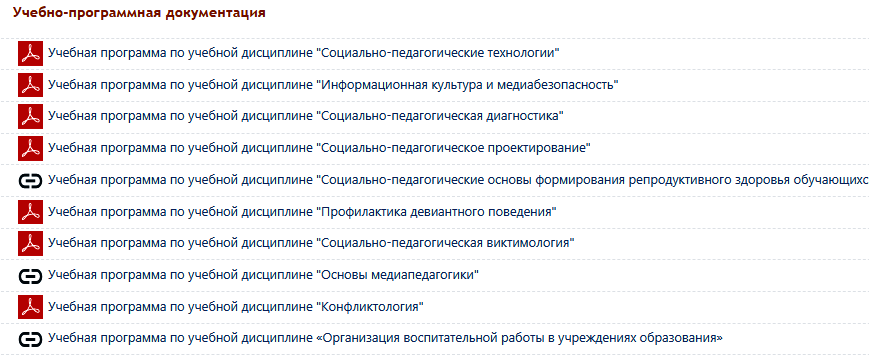 Учебно-программная документация
Учебная программа по учебной дисциплине "Социально-педагогические технологии"
Учебная программа по учебной дисциплине "Информационная культура и медиабезопасность"
Учебная программа по учебной дисциплине "Социально-педагогическая диагностика"
Учебная программа по учебной дисциплине "Социально-педагогическое проектирование"
Учебная программа по учебной дисциплине "Социально-педагогические основы формирования репродуктивного здоровья обучающихс
Учебная программа по учебной дисциплине "Профилактика девиантного поведения"
Учебная программа по учебной дисциплине "Социально-педагогическая виктимология"
Учебная программа по учебной дисциплине "Основы медиапедагогики"
Учебная программа по учебной дисциплине "Конфликтология"
Учебная программа по учебной дисциплине «Организация воспитательной работы в учреждениях образования»